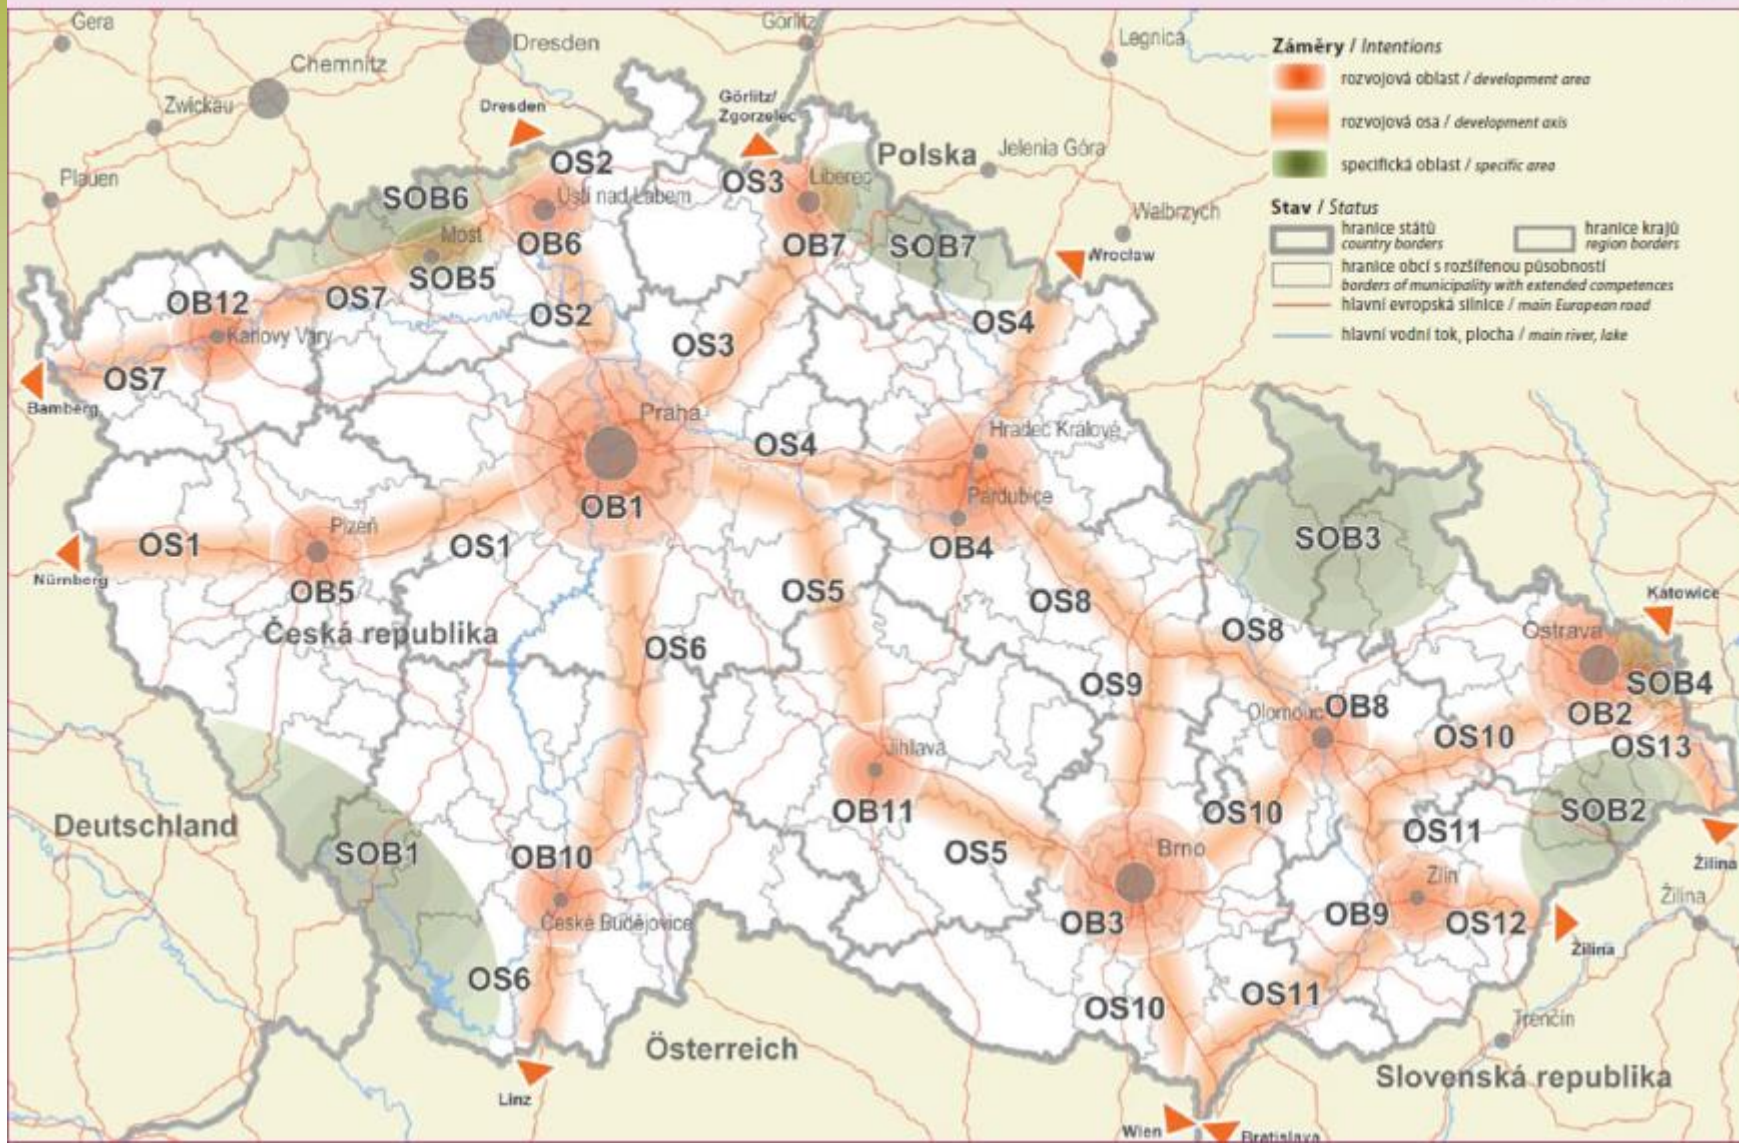 Gera
Dresden
Görlitz
Legnica
Chemnitz
Zwickau
Dresden
Görlitz/
Zgorzelec
Plauen
Polska
Jelenia Góra
Walbrzych
Wrocław
Záměry / Intentions
rozvojová oblast / development area
rozvojová osa / development axis
specifická oblast / specific area
Stav / Status
hranice států
country borders
hranice krajů
region borders
hranice obcí s rozšířenou působností
borders of municipality with extended competences
hlavní evropská silnice / main European road
hlavní vodní tok, plocha / main river, lake
OS2
SOB6
Ústí nad Labem
Most
OB6
SOB5
OS3
Liberec
OB7
SOB7
OB12
OS7
OS2
Karlovy Vary
OS7
Bamberg
OS3
OS4
Praha
OS4
Hradec Králové
OB1
Pardubice
OB4
SOB3
OS1
Plzeň
OS1
Nürnberg
OB5
Česká republika
OS5
OS8
OS8
OS6
OS9
Katowice
Ostrava
SOB4
OB2
OS13
OB8
Olomouc
OS10
Jihlava
OB11
OS10
OS11
SOB2
Žilina
Deutschland
SOB1
OB10
OS5
Brno
Zlín
OB3
OB9
OS12
Žilina
Žilina
České Budějovice
OS6
OS10
OS11
Trenčín
Österreich
Slovenská republika
Linz
Wien
Bratislava